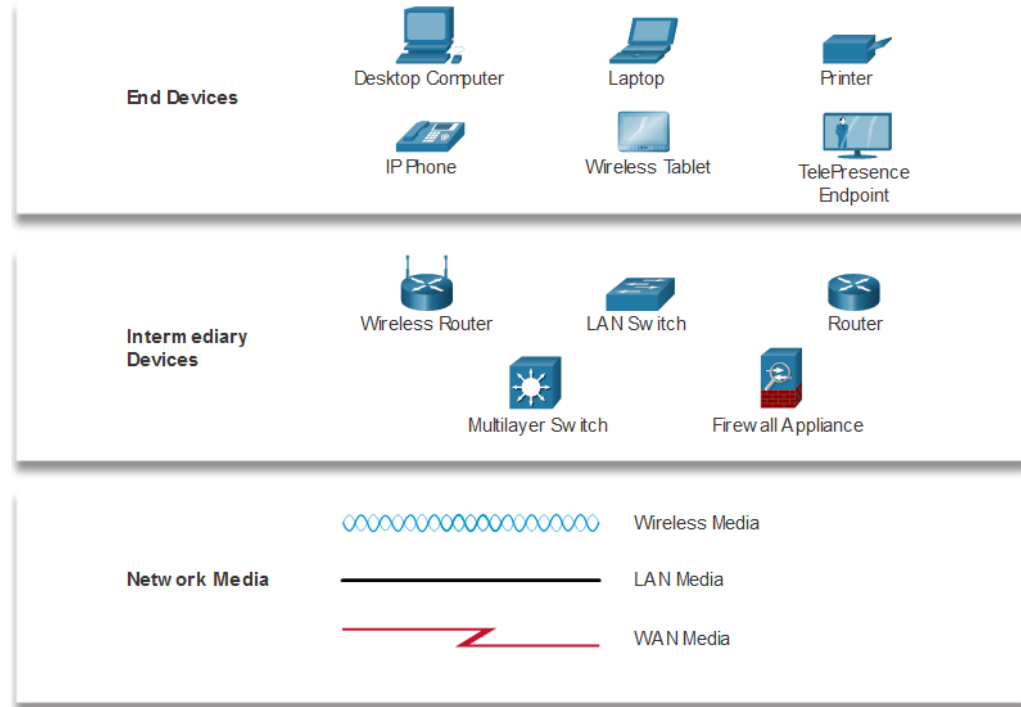 Desktop Computer
Laptop
Printer
End Devices
IP Phone
Wireless Tablet
TelePresence
Endpoint
Wireless Router
LAN Switch
Router
Intermediary
Devices
Multilayer Switch
Firewall Appliance
Wireless Media
Network Media
LAN Media
WAN Media